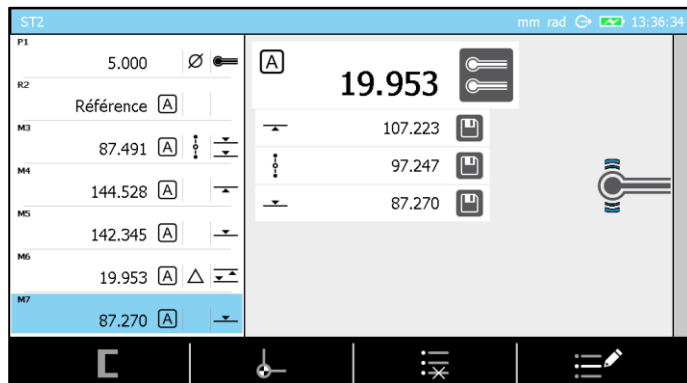 ST2 mm rad 13:36:34
P1
5.000 Ø
R2
Référence A
M3
87.491 A
M4
144.528 A
M5
142.345 A
M6
19.953 A
M7
87.270 A
A
19.953
107.223
97.247
87.270